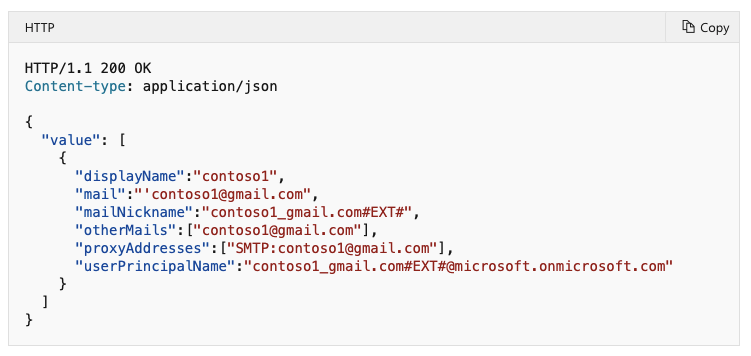 HTTP
Copy
HTTP/1.1 200 OK
Content-type: application/json
{
"value": [
{
"displayName":"contoso1",
"mail":"'contoso1@gmail.com",
"mailNickname":"contoso1_gmail.com#EXT#",
"otherMails":["contoso1@gmail.com"],
"proxyAddresses":["SMTP:contoso1@gmail.com"],
"userPrincipalName":"contoso1_gmail.com#EXT#@microsoft.onmicrosoft.com"
}
]
}